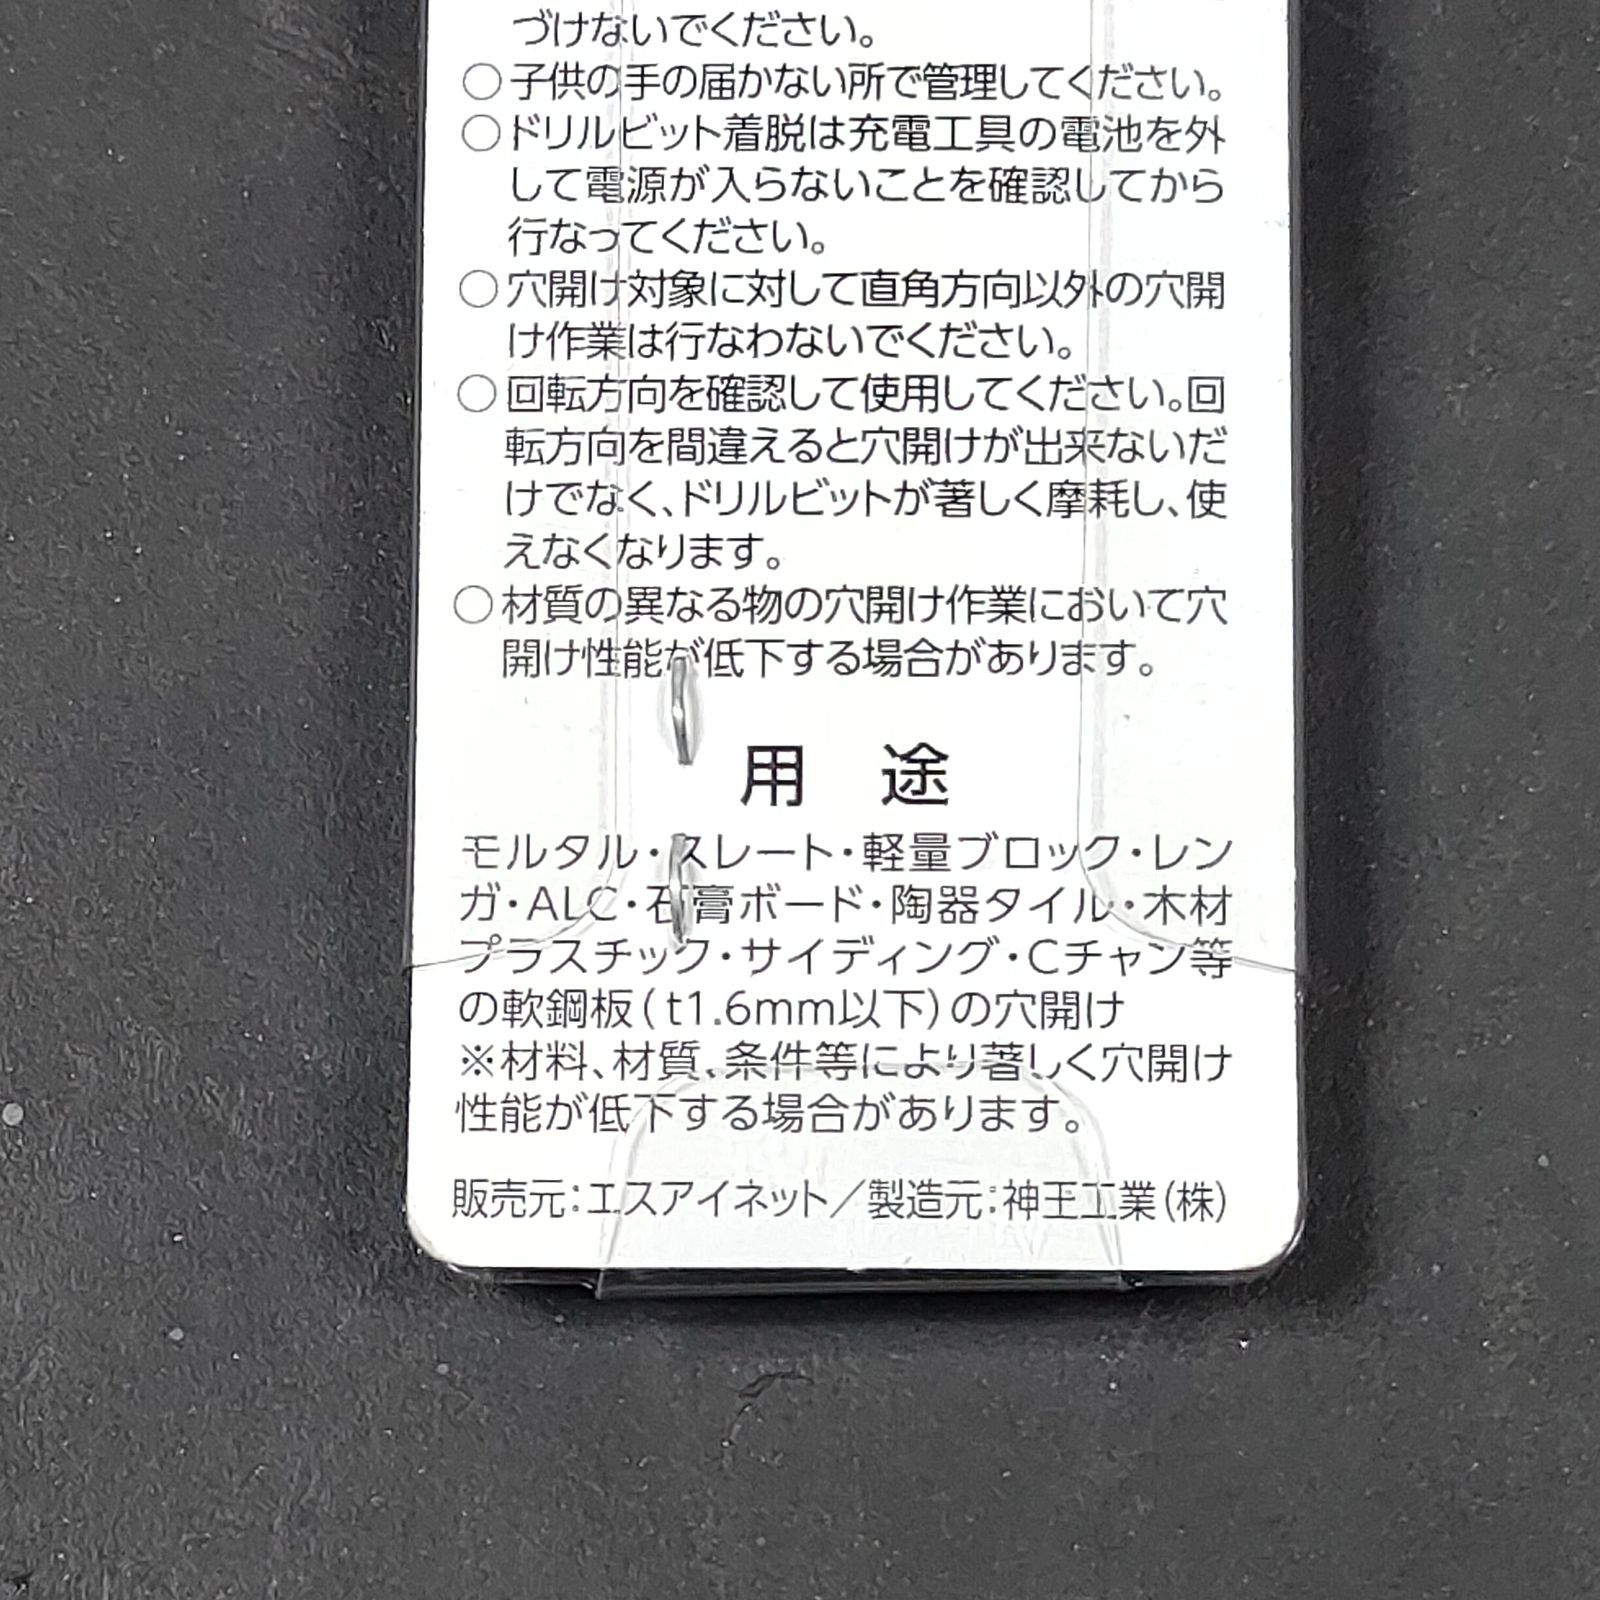 づけないでください。
○子供の手の届かない所で管理してください。
○ドリルビット着脱は充電工具の電池を外
して電源が入らないことを確認してから
行なってください。
○穴開け対象に対して直角方向以外の穴開
け作業は行なわないでください。
○回転方向を確認して使用してください。回
転方向を間違えると穴開けが出来ないだ
けでなく、ドリルビットが著しく摩耗し、使
えなくなります。
○材質の異なる物の穴開け作業において穴
開け性能が低下する場合があります。
用 途
モルタル・スレート・軽量ブロック・レン
ガ・ALC・石膏ボード・陶器タイル・木材
プラスチック・サイディング・Cチャン等
の軟鋼板(t1.6mm以下)の穴開け
※材料、材質、条件等により著しく穴開け
性能が低下する場合があります。
販売元:エスアイネット／製造元:神王工業(株)